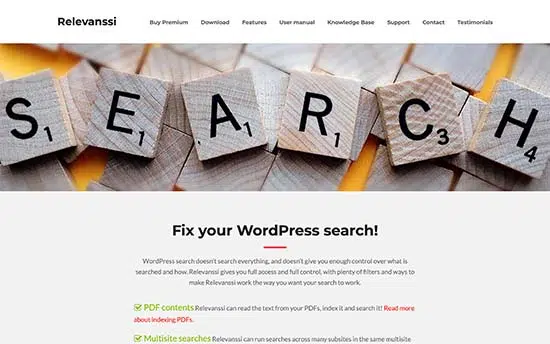 Relevanssi
Buy Premium Download Features User manual Knowledge Base Support Contact Testimonials
S1 E1 A1 R1 C3 H4
Fix your WordPress search!
WordPress search doesn't search everything, and doesn't give you enough control over what is
searched and how. Relevanssi gives you full access and full control, with plenty of filters and ways to
make Relevanssi work the way you want your search to work.
PDF contents Relevanssi can read the text from your PDFs, index it and search it! Read more
about indexing PDFs.
Multisite searches Relevanssi can run searches across many subsites in the same multisite